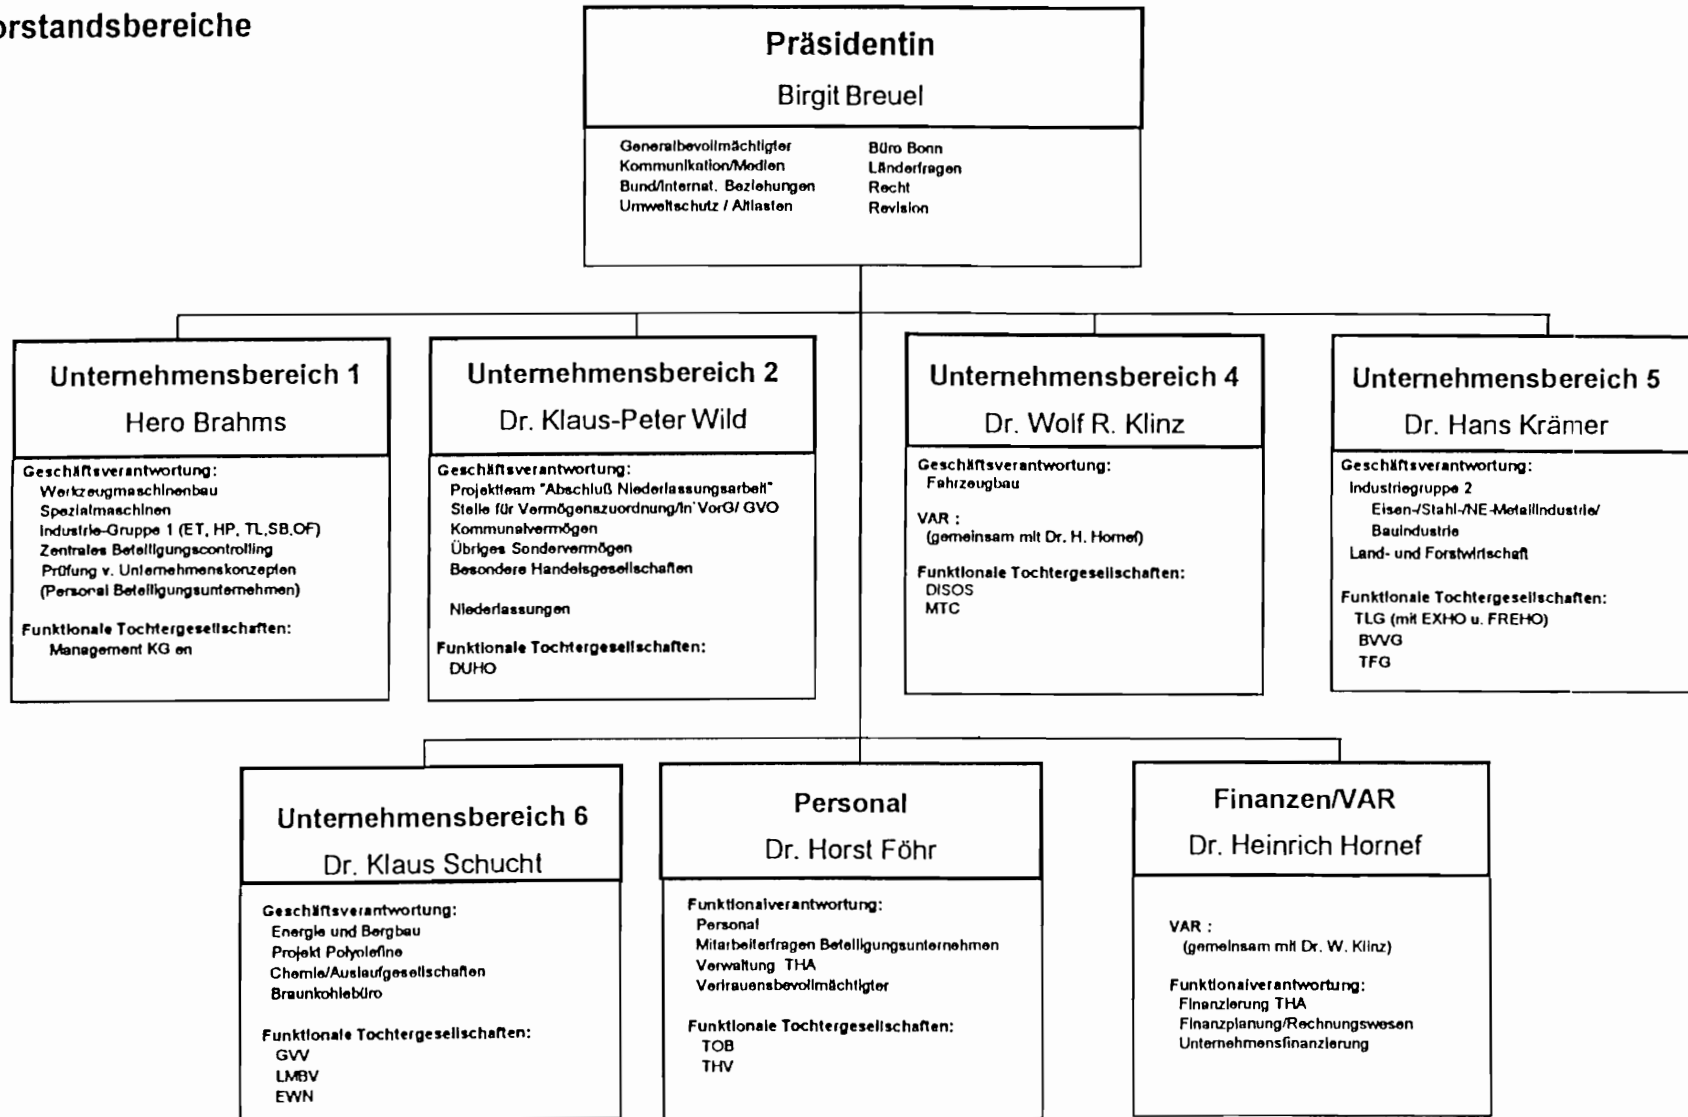 orstandsbereiche
Präsidentin
Birgit Breuel
Generalbevollmächtigter
Kommunikation/Medien
Bund/Internat. Beziehungen
Umweltschutz / Altlasten
Büro Bonn
Länderfragen
Recht
Revision
Unternehmensbereich 1
Hero Brahms
Geschäftsverantwortung:
Werkzeugmaschinenbau
Spezialmaschinen
Industrie-Gruppe 1 (ET, HP, TL,SB,OF)
Zentrales Beteiligungscontrolling
Prüfung v. Unternehmenskonzepten
(Personal Beteiligungsunternehmen)
Funktionale Tochtergesellschaften:
Management KG en
Unternehmensbereich 2
Dr. Klaus-Peter Wild
Geschäftsverantwortung:
Projektteam "Abschluß Niederlassungsarbeit"
Stelle für Vermögenszuordnung/In VorG/ GVO
Kommunalvermögen
Übriges Sondervermögen
Besondere Handelsgesellschaften
Niederlassungen
Funktionale Tochtergesellschaften:
DUHO
Unternehmensbereich 4
Dr. Wolf R. Klinz
Geschäftsverantwortung:
Fahrzeugbau
VAR :
(gemeinsam mit Dr. H. Hornef)
Funktionale Tochtergesellschaften:
DISOS
MTC
Unternehmensbereich 5
Dr. Hans Krämer
Geschäftsverantwortung:
Industriegruppe 2
Eisen-/Stahl-/NE-Metallindustrie/
Bauindustrie
Land- und Forstwirtschaft
Funktionale Tochtergesellschaften:
TLG (mit EXHO u. FREHO)
BVVG
TFG
Unternehmensbereich 6
Dr. Klaus Schucht
Geschäftsverantwortung:
Energie und Bergbau
Projekt Polyolefine
Chemie/Auslaufgesellschaften
Braunkohlebüro
Funktionale Tochtergesellschaften:
GVV
LMBV
EWN
Personal
Dr. Horst Föhr
Funktionalverantwortung:
Personal
Mitarbeiterfragen Beteiligungsunternehmen
Verwaltung THA
Vertrauensbevollmächtigter
Funktionale Tochtergesellschaften:
TOB
THV
Finanzen/VAR
Dr. Heinrich Hornef
VAR :
(gemeinsam mit Dr. W. Klinz)
Funktionalverantwortung:
Finanzierung THA
Finanzplanung/Rechnungswesen
Unternehmensfinanzierung